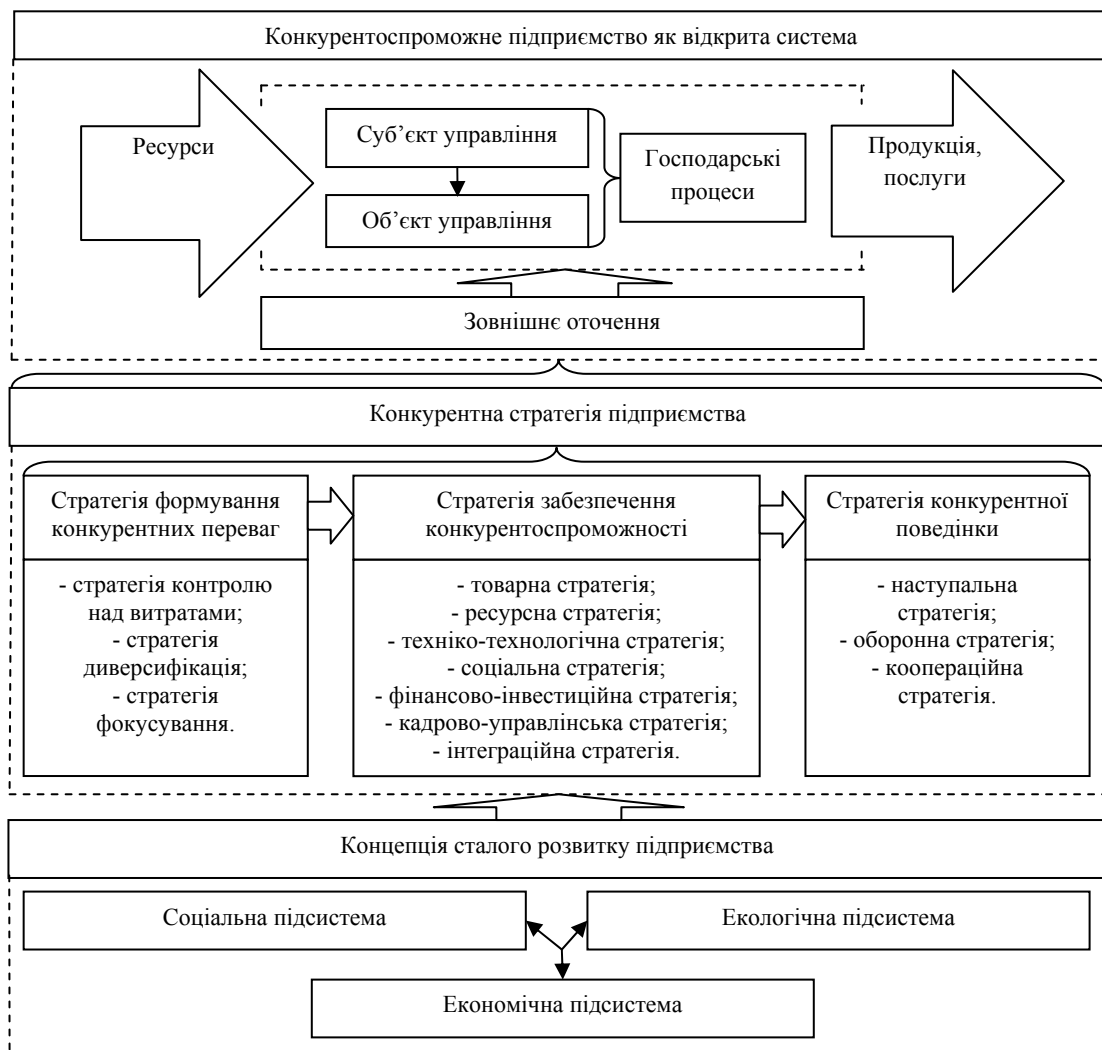 Конкурентоспроможне підприємство як відкрита система
Ресурси
Суб’єкт управління
Об’єкт управління
Господарські
процеси
Продукція,
послуги
Зовнішнє оточення
Конкурентна стратегія підприємства
Стратегія формування
конкурентних переваг
- стратегія контролю
над витратами;
- стратегія
диверсифікація;
- стратегія
фокусування.
Стратегія забезпечення
конкурентоспроможності
- товарна стратегія;
- ресурсна стратегія;
- техніко-технологічна стратегія;
- соціальна стратегія;
- фінансово-інвестиційна стратегія;
- кадрово-управлінська стратегія;
- інтеграційна стратегія.
Стратегія конкурентної
поведінки
- наступальна
стратегія;
- оборонна стратегія;
- коопераційна
стратегія.
Концепція сталого розвитку підприємства
Соціальна підсистема
Екологічна підсистема
Економічна підсистема